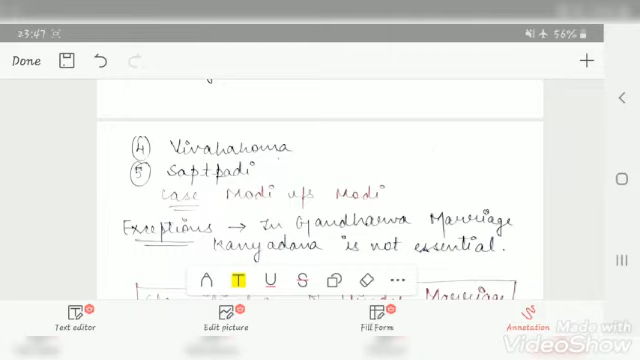 23:47
56%
Done
④ Vivahahoma
⑤ Saptpadi
Case Modi v/s Modi
Exceptions → In Gandharva Marriage
Kanyadana is not essential.
A T U S
Marriage
Text editor
Edit picture
Fill Form
Annotation
Made with
VideoShow